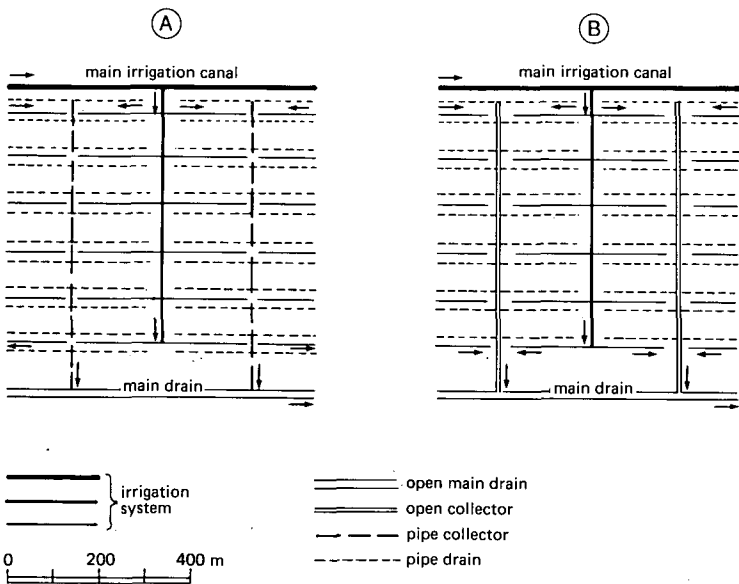 A
B
main irrigation canal
main irrigation canal
main drain
main drain
irrigation
system
open main drain
open collector
pipe collector
pipe drain
0 200 400 m